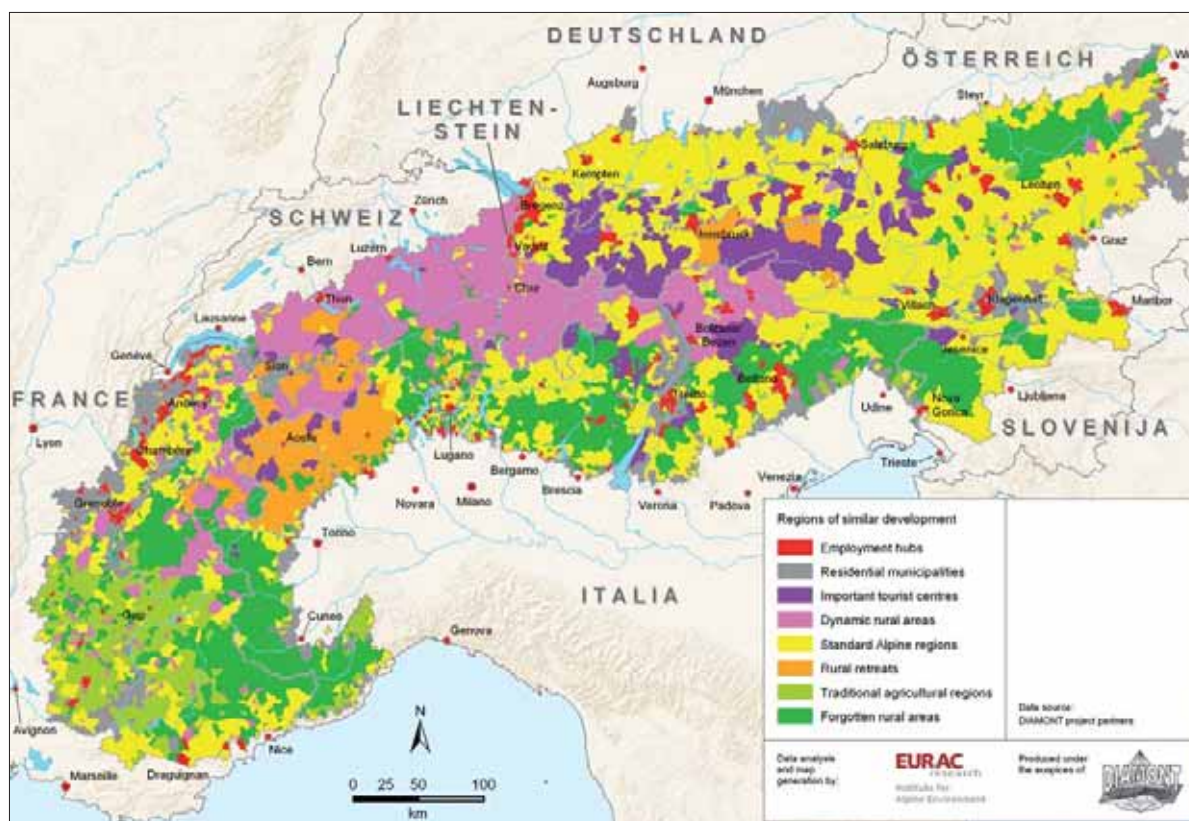 DEUTSCHLAND
ÖSTERREICH
Augsburg
München
Steyr
LIECHTEN-
STEIN
Salzburg
Kempten
Leoben
Bregenz
Zürich
SCHWEIZ
Innsbruck
Vaduz
Graz
Luzern
Bern
Chur
Thun
Villach
Klagenfurt
Maribor
Lausanne
Bolzano
Bozen
Jesenice
Genève
Sion
Belluno
Trento
FRANCE
Annecy
Udine
Nova
Gorica
Ljubljana
SLOVENIJA
Lyon
Aosta
Chambéry
Lugano
Trieste
Bergamo
Venezia
Grenoble
Novara
Milano
Brescia
Verona
Padova
Torino
ITALIA
Gap
Cuneo
Genova
Avignon
Nice
Marseille
Draguignan
N
0 25 50 100
km
Regions of similar development
Employment hubs
Residential municipalities
Important tourist centres
Dynamic rural areas
Standard Alpine regions
Rural retreats
Traditional agricultural regions
Forgotten rural areas
Data source:
DIAMONT project partners
Data analysis
and map
generation by:
EURAC
research
Institute for
Alpine Environment
Produced under
the auspices of:
DIAMONT